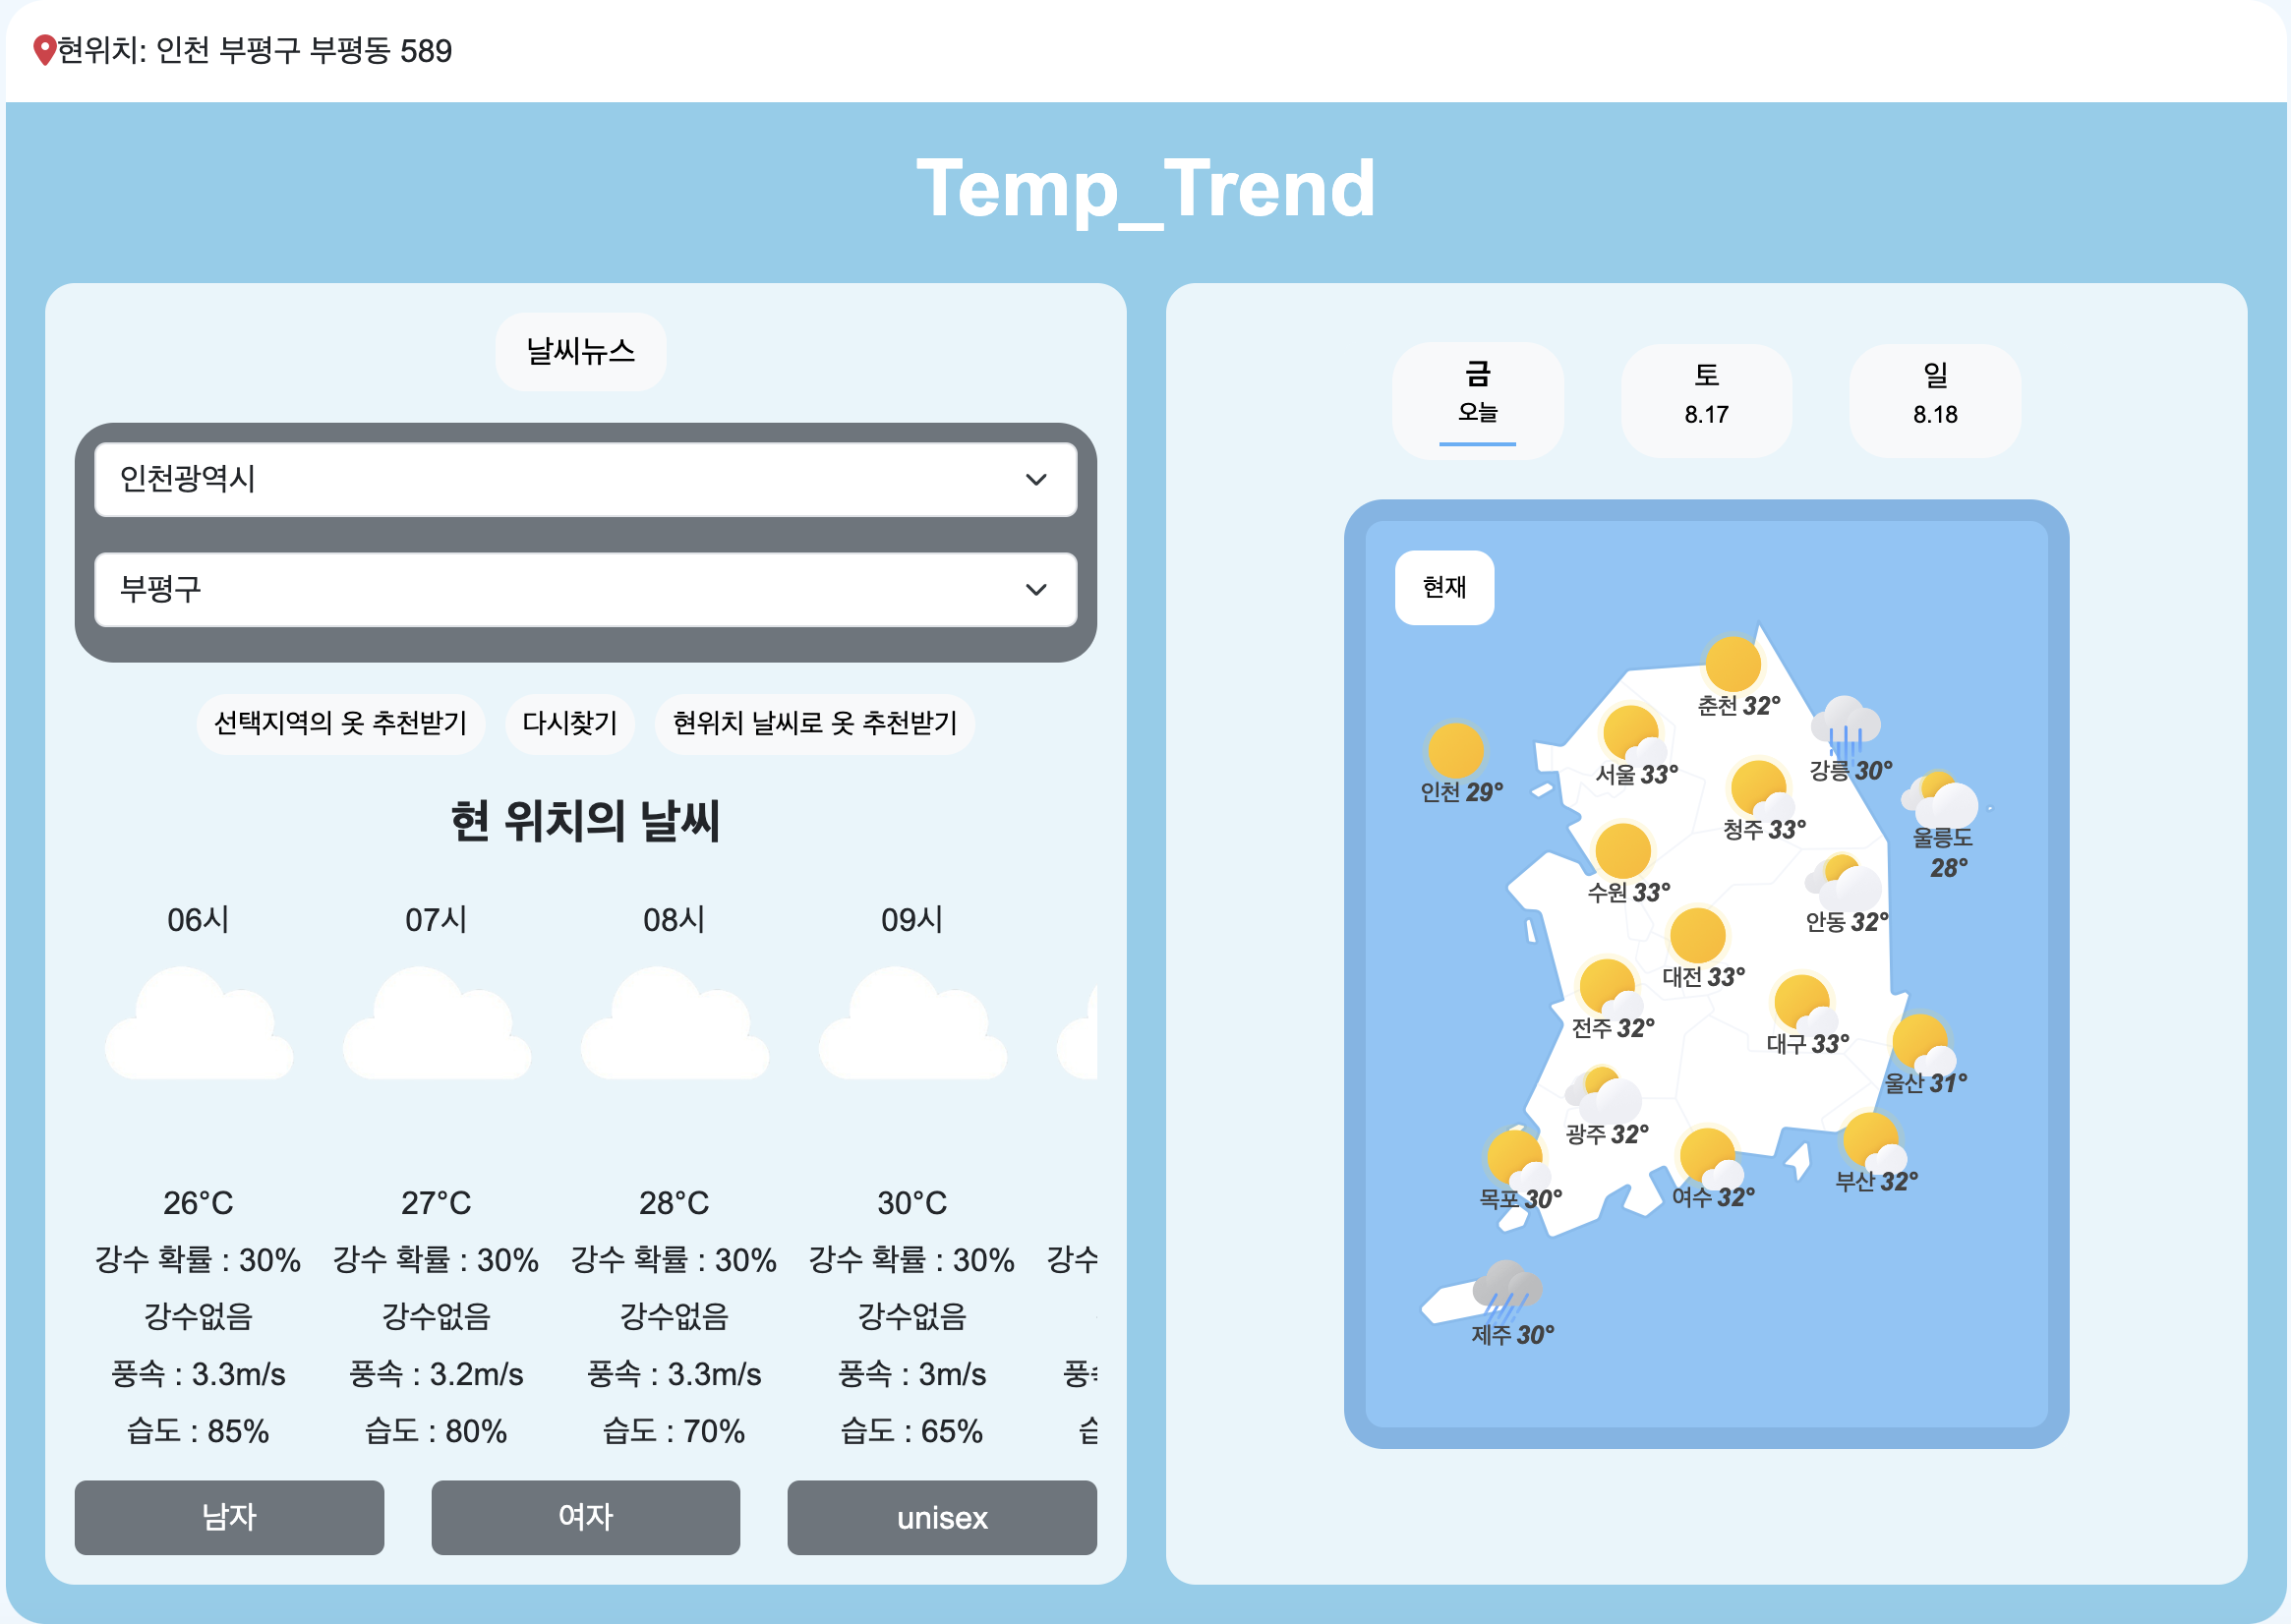 현위치: 인천 부평구 부평동 589
Temp_Trend
날씨뉴스
인천광역시
부평구
선택지역의 옷 추천받기 다시찾기 현위치 날씨로 옷 추천받기
현 위치의 날씨
06시 07시 08시 09시
26°C 27°C 28°C 30°C
강수 확률 : 30% 강수 확률 : 30% 강수 확률 : 30% 강수 확률 : 30% 강수
강수없음 강수없음 강수없음 강수없음
풍속 : 3.3m/s 풍속 : 3.2m/s 풍속 : 3.3m/s 풍속 : 3m/s
습도 : 85% 습도 : 80% 습도 : 70% 습도 : 65%
남자 여자 unisex
금 토 일
오늘 8.17 8.18
현재
춘천 32°
강릉 30°
서울 33°
인천 29°
청주 33°
울릉도
28°
수원 33°
안동 32°
대전 33°
전주 32°
대구 33°
울산 31°
광주 32°
부산 32°
목포 30°
여수 32°
제주 30°